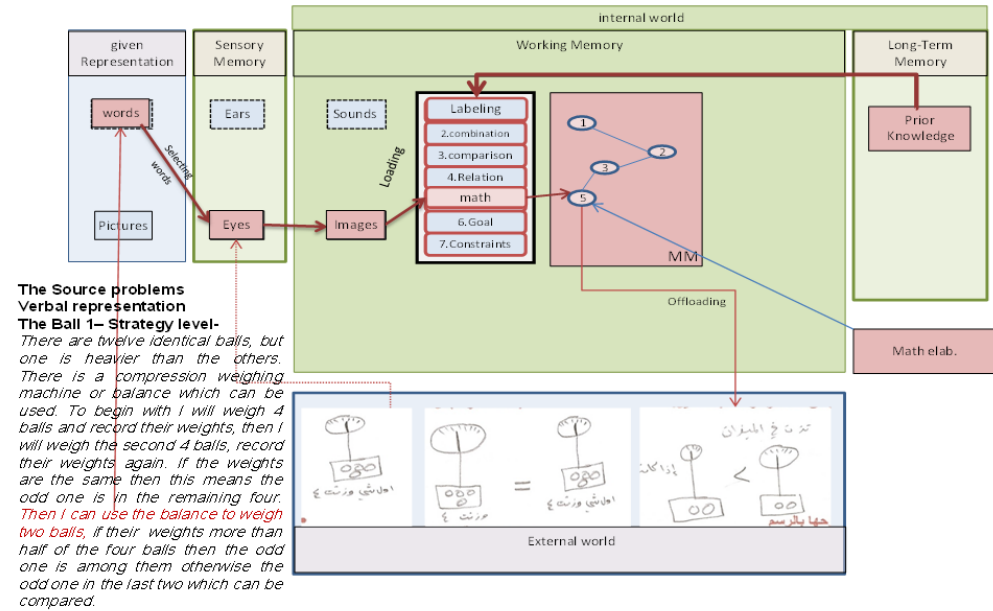 internal world
given
Representation
Sensory
Memory
Working Memory
Long-Term
Memory
words
Ears
Sounds
Labeling
2.combination
3.comparison
4.Relation
math
6.Goal
7.Constraints
1
2
3
5
MM
Prior
Knowledge
Selecting
words
Loading
Pictures
Eyes
Images
Offloading
Math elab.
The Source problems
Verbal representation
The Ball 1– Strategy level-
There are twelve identical balls, but
one is heavier than the others.
There is a compression weighing
machine or balance which can be
used. To begin with I will weigh 4
balls and record their weights, then I
will weigh the second 4 balls, record
their weights again. If the weights
are the same then this means the
odd one is in the remaining four.
Then I can use the balance to weigh
two balls, if their weights more than
half of the four balls then the odd
one is among them otherwise the
odd one in the last two which can be
compared.
وزنت ٤
=
وزنت ٤
<
بالرسم
External world